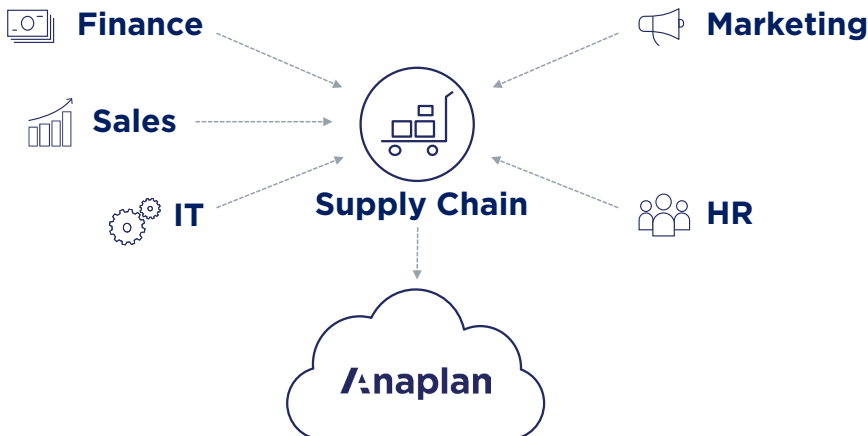 Finance
Marketing
Sales
IT
Supply Chain
HR
Anaplan